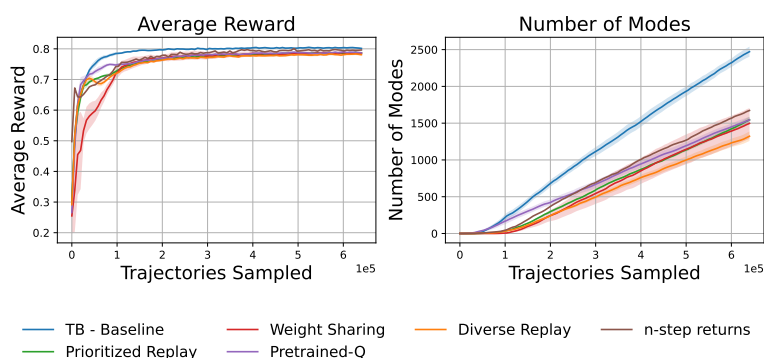 Average Reward
Number of Modes
Average Reward
0.8
0.7
0.6
0.5
0.4
0.3
0.2
0 1 2 3 4 5 6
1e5
Trajectories Sampled
Number of Modes
2500
2000
1500
1000
500
0
0 1 2 3 4 5 6
1e5
Trajectories Sampled
TB - Baseline Weight Sharing Diverse Replay n-step returns
Prioritized Replay Pretrained-Q